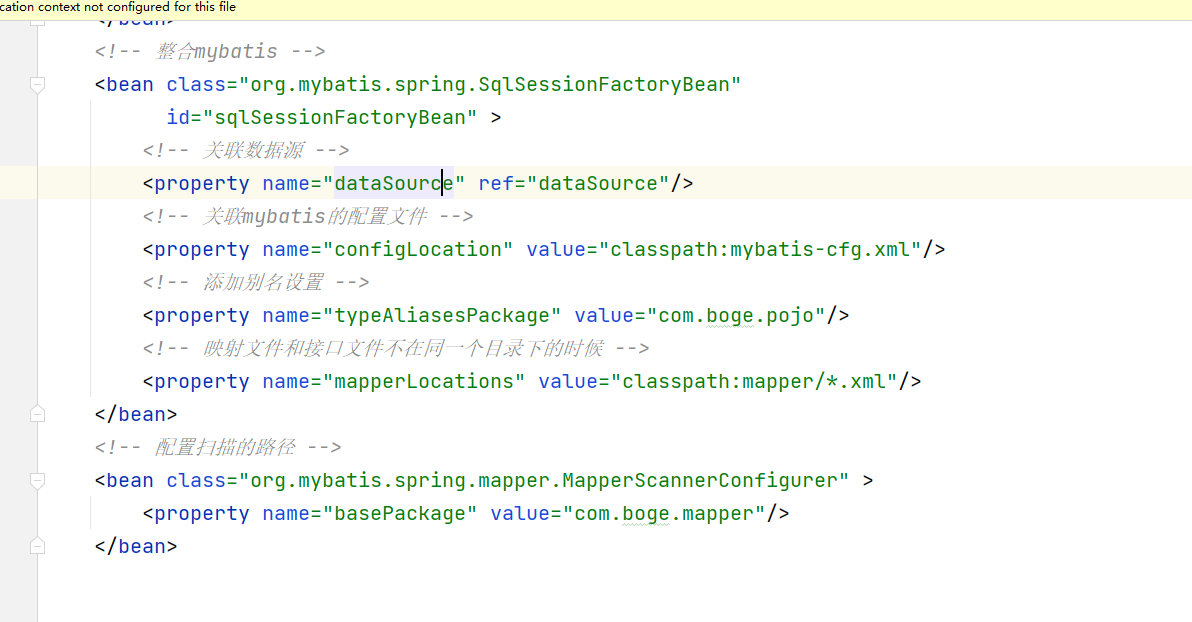 cation context not configured for this file
</bean>
<!-- 整合mybatis -->
<bean class="org.mybatis.spring.SqlSessionFactoryBean"
id="sqlSessionFactoryBean" >
<!-- 关联数据源 -->
<property name="dataSource" ref="dataSource"/>
<!-- 关联mybatis的配置文件 -->
<property name="configLocation" value="classpath:mybatis-cfg.xml"/>
<!-- 添加别名设置 -->
<property name="typeAliasesPackage" value="com.boge.pojo"/>
<!-- 映射文件和接口文件不在同一个目录下的时候 -->
<property name="mapperLocations" value="classpath:mapper/*.xml"/>
</bean>
<!-- 配置扫描的路径 -->
<bean class="org.mybatis.spring.mapper.MapperScannerConfigurer" >
<property name="basePackage" value="com.boge.mapper"/>
</bean>